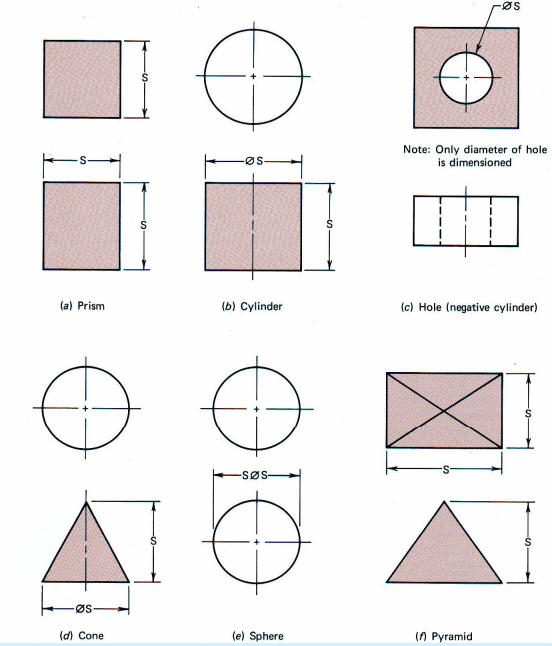 ØS
S
Note: Only diameter of hole
is dimensioned
S
ØS
S
S
(a) Prism
(b) Cylinder
(c) Hole (negative cylinder)
S
S
SØS
S
S
ØS
(d) Cone
(e) Sphere
(f) Pyramid